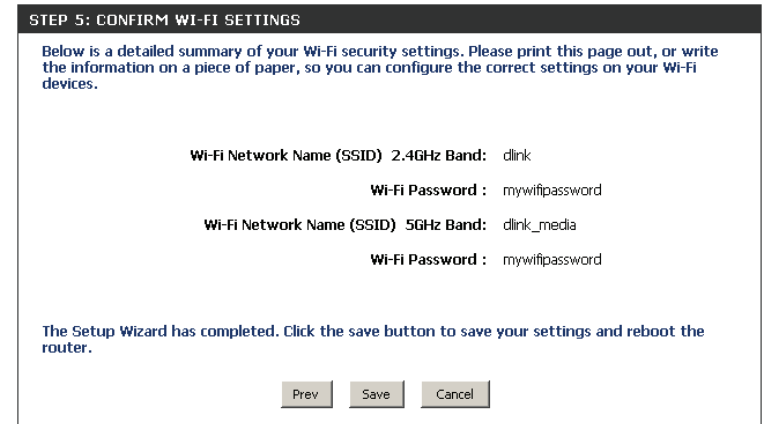 STEP 5: CONFIRM WI-FI SETTINGS
Below is a detailed summary of your Wi-Fi security settings. Please print this page out, or write
the information on a piece of paper, so you can configure the correct settings on your Wi-Fi
devices.
Wi-Fi Network Name (SSID) 2.4GHz Band: dlink
Wi-Fi Password : mywifipassword
Wi-Fi Network Name (SSID) 5GHz Band: dlink_media
Wi-Fi Password : mywifipassword
The Setup Wizard has completed. Click the save button to save your settings and reboot the
router.
Prev Save Cancel